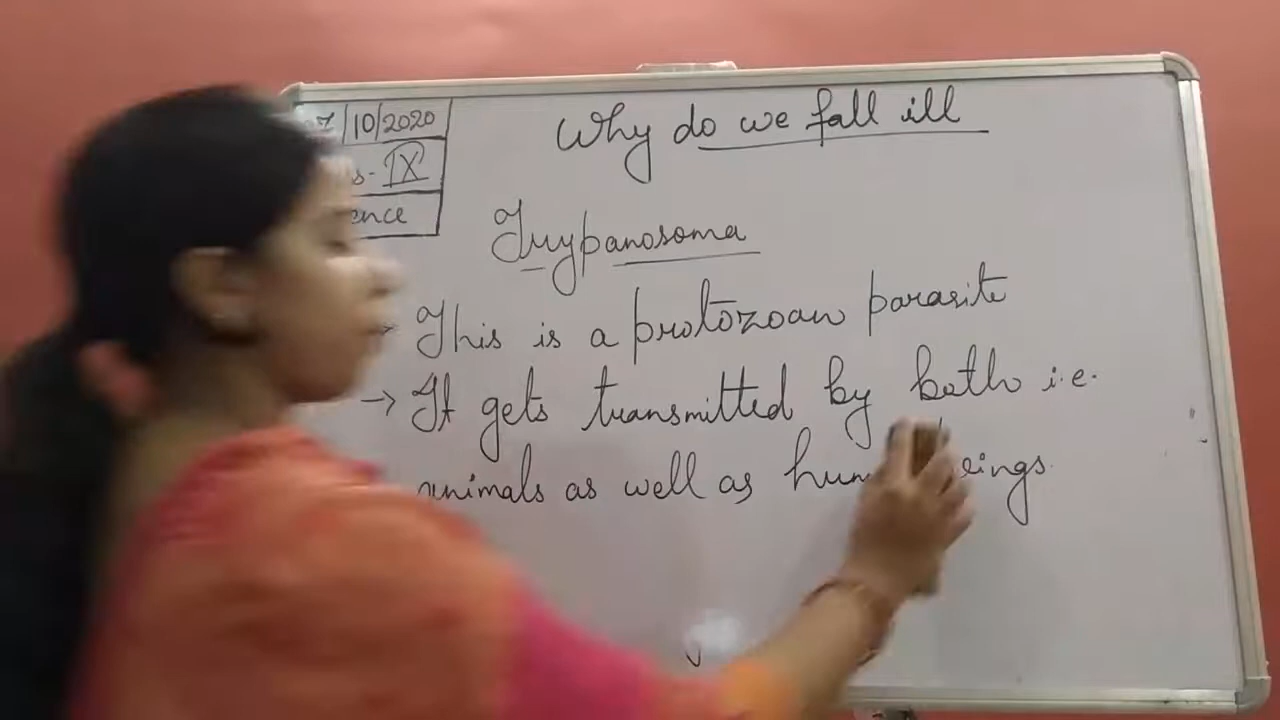 /10/2020
IX
Why do we fall ill
Trypanosoma
→ This is a protozoan parasite
→ It gets transmitted by both i.e.
animals as well as